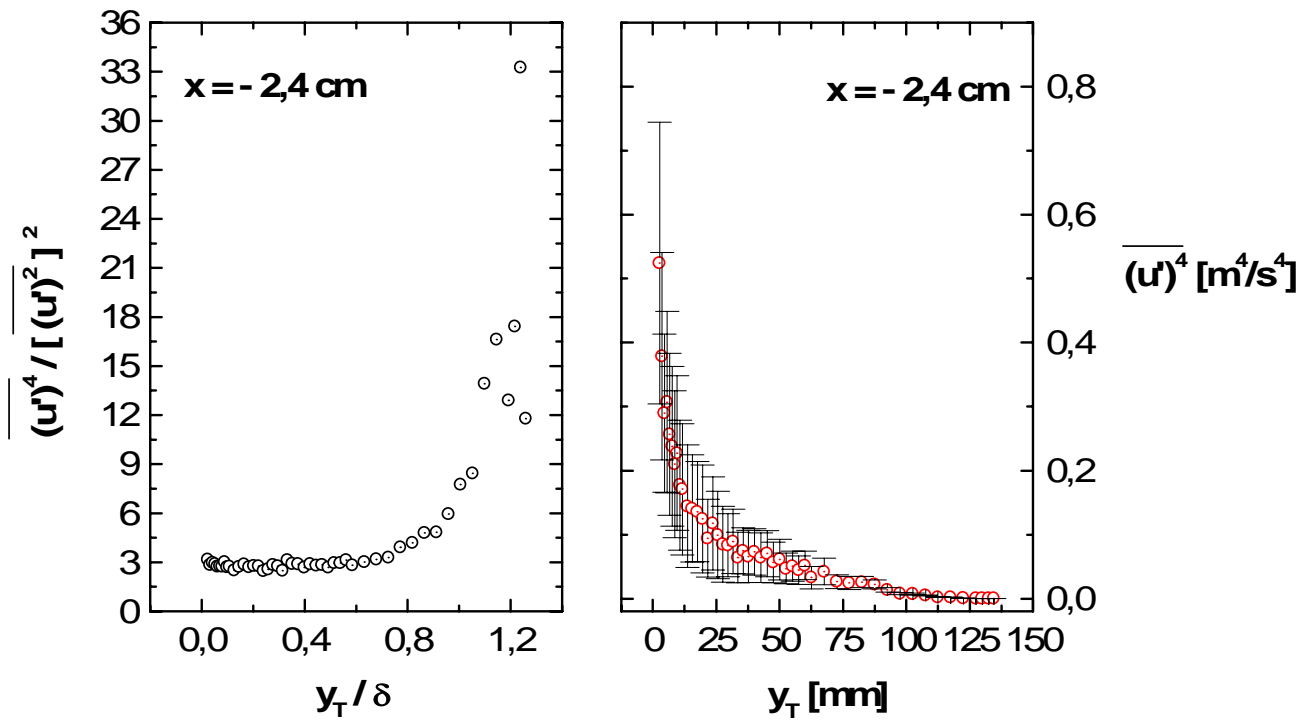 36
33
30
27
24
21
18
15
12
9
6
3
0
(u')⁴ / [ (u')² ]²
x = - 2,4 cm
0,0 0,4 0,8 1,2
y_T / δ
x = - 2,4 cm
0,8
0,6
0,4
0,2
0,0
(u')⁴ [m⁴/s⁴]
0 25 50 75 100 125 150
y_T [mm]